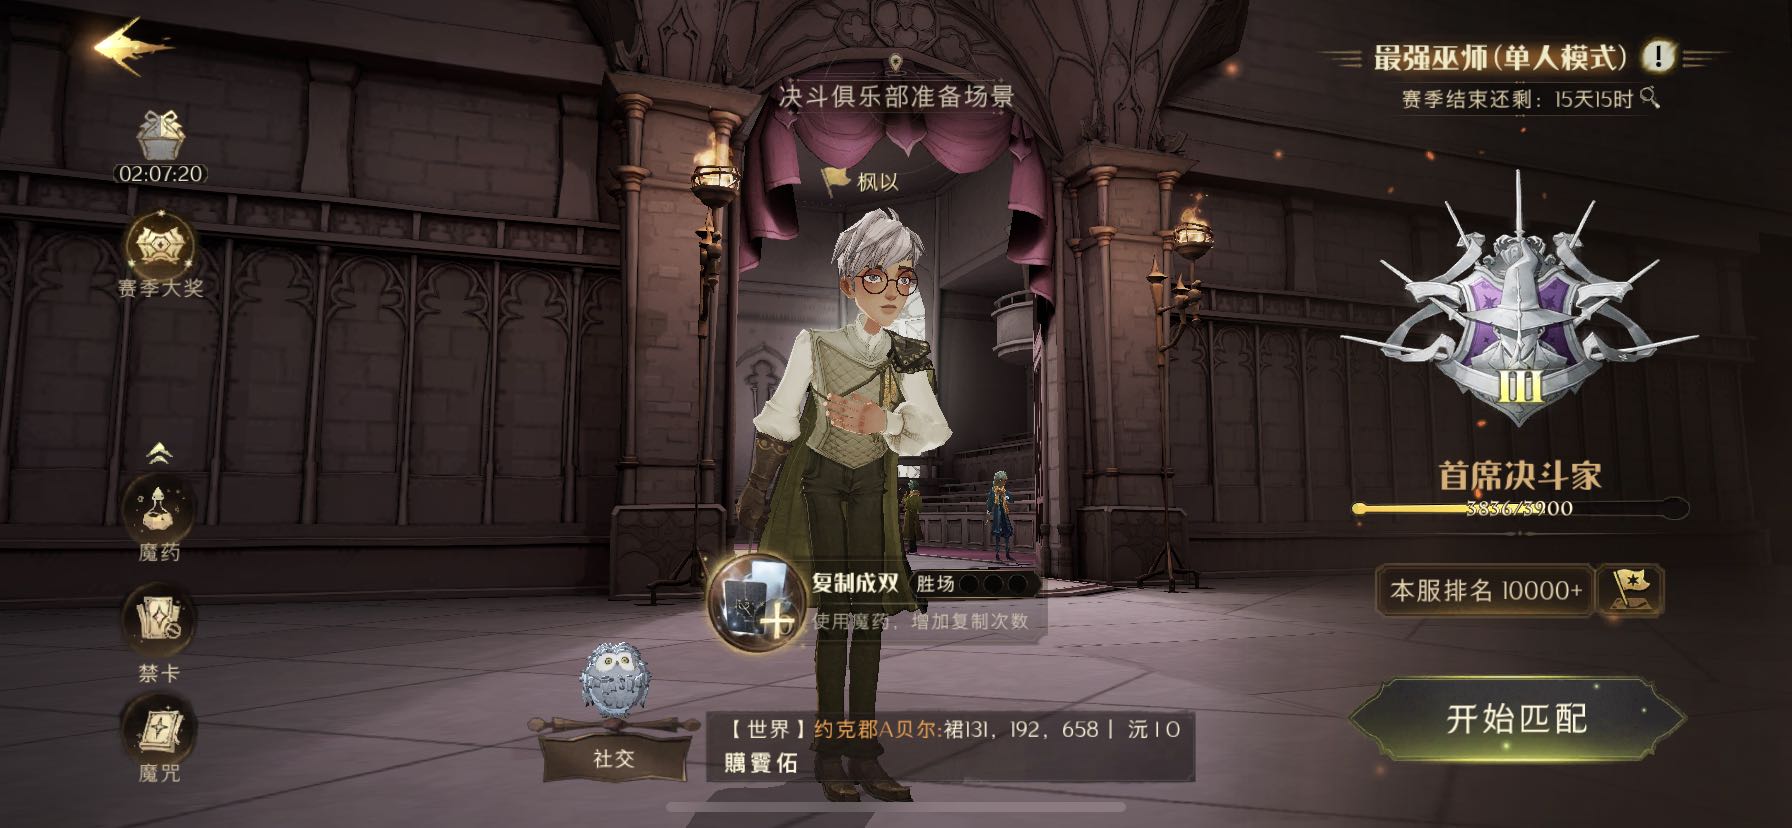 最强巫师(单人模式)
赛季结束还剩：15天15时
决斗俱乐部准备场景
枫以
02:07:20
赛季大奖
III
首席决斗家
3836/3900
魔药
复制成双 胜场
使用魔药，增加复制次数
本服排名 10000+
禁卡
开始匹配
社交
【世界】约克郡A贝尔:裙131，192，658丨 沅丨0
魔咒